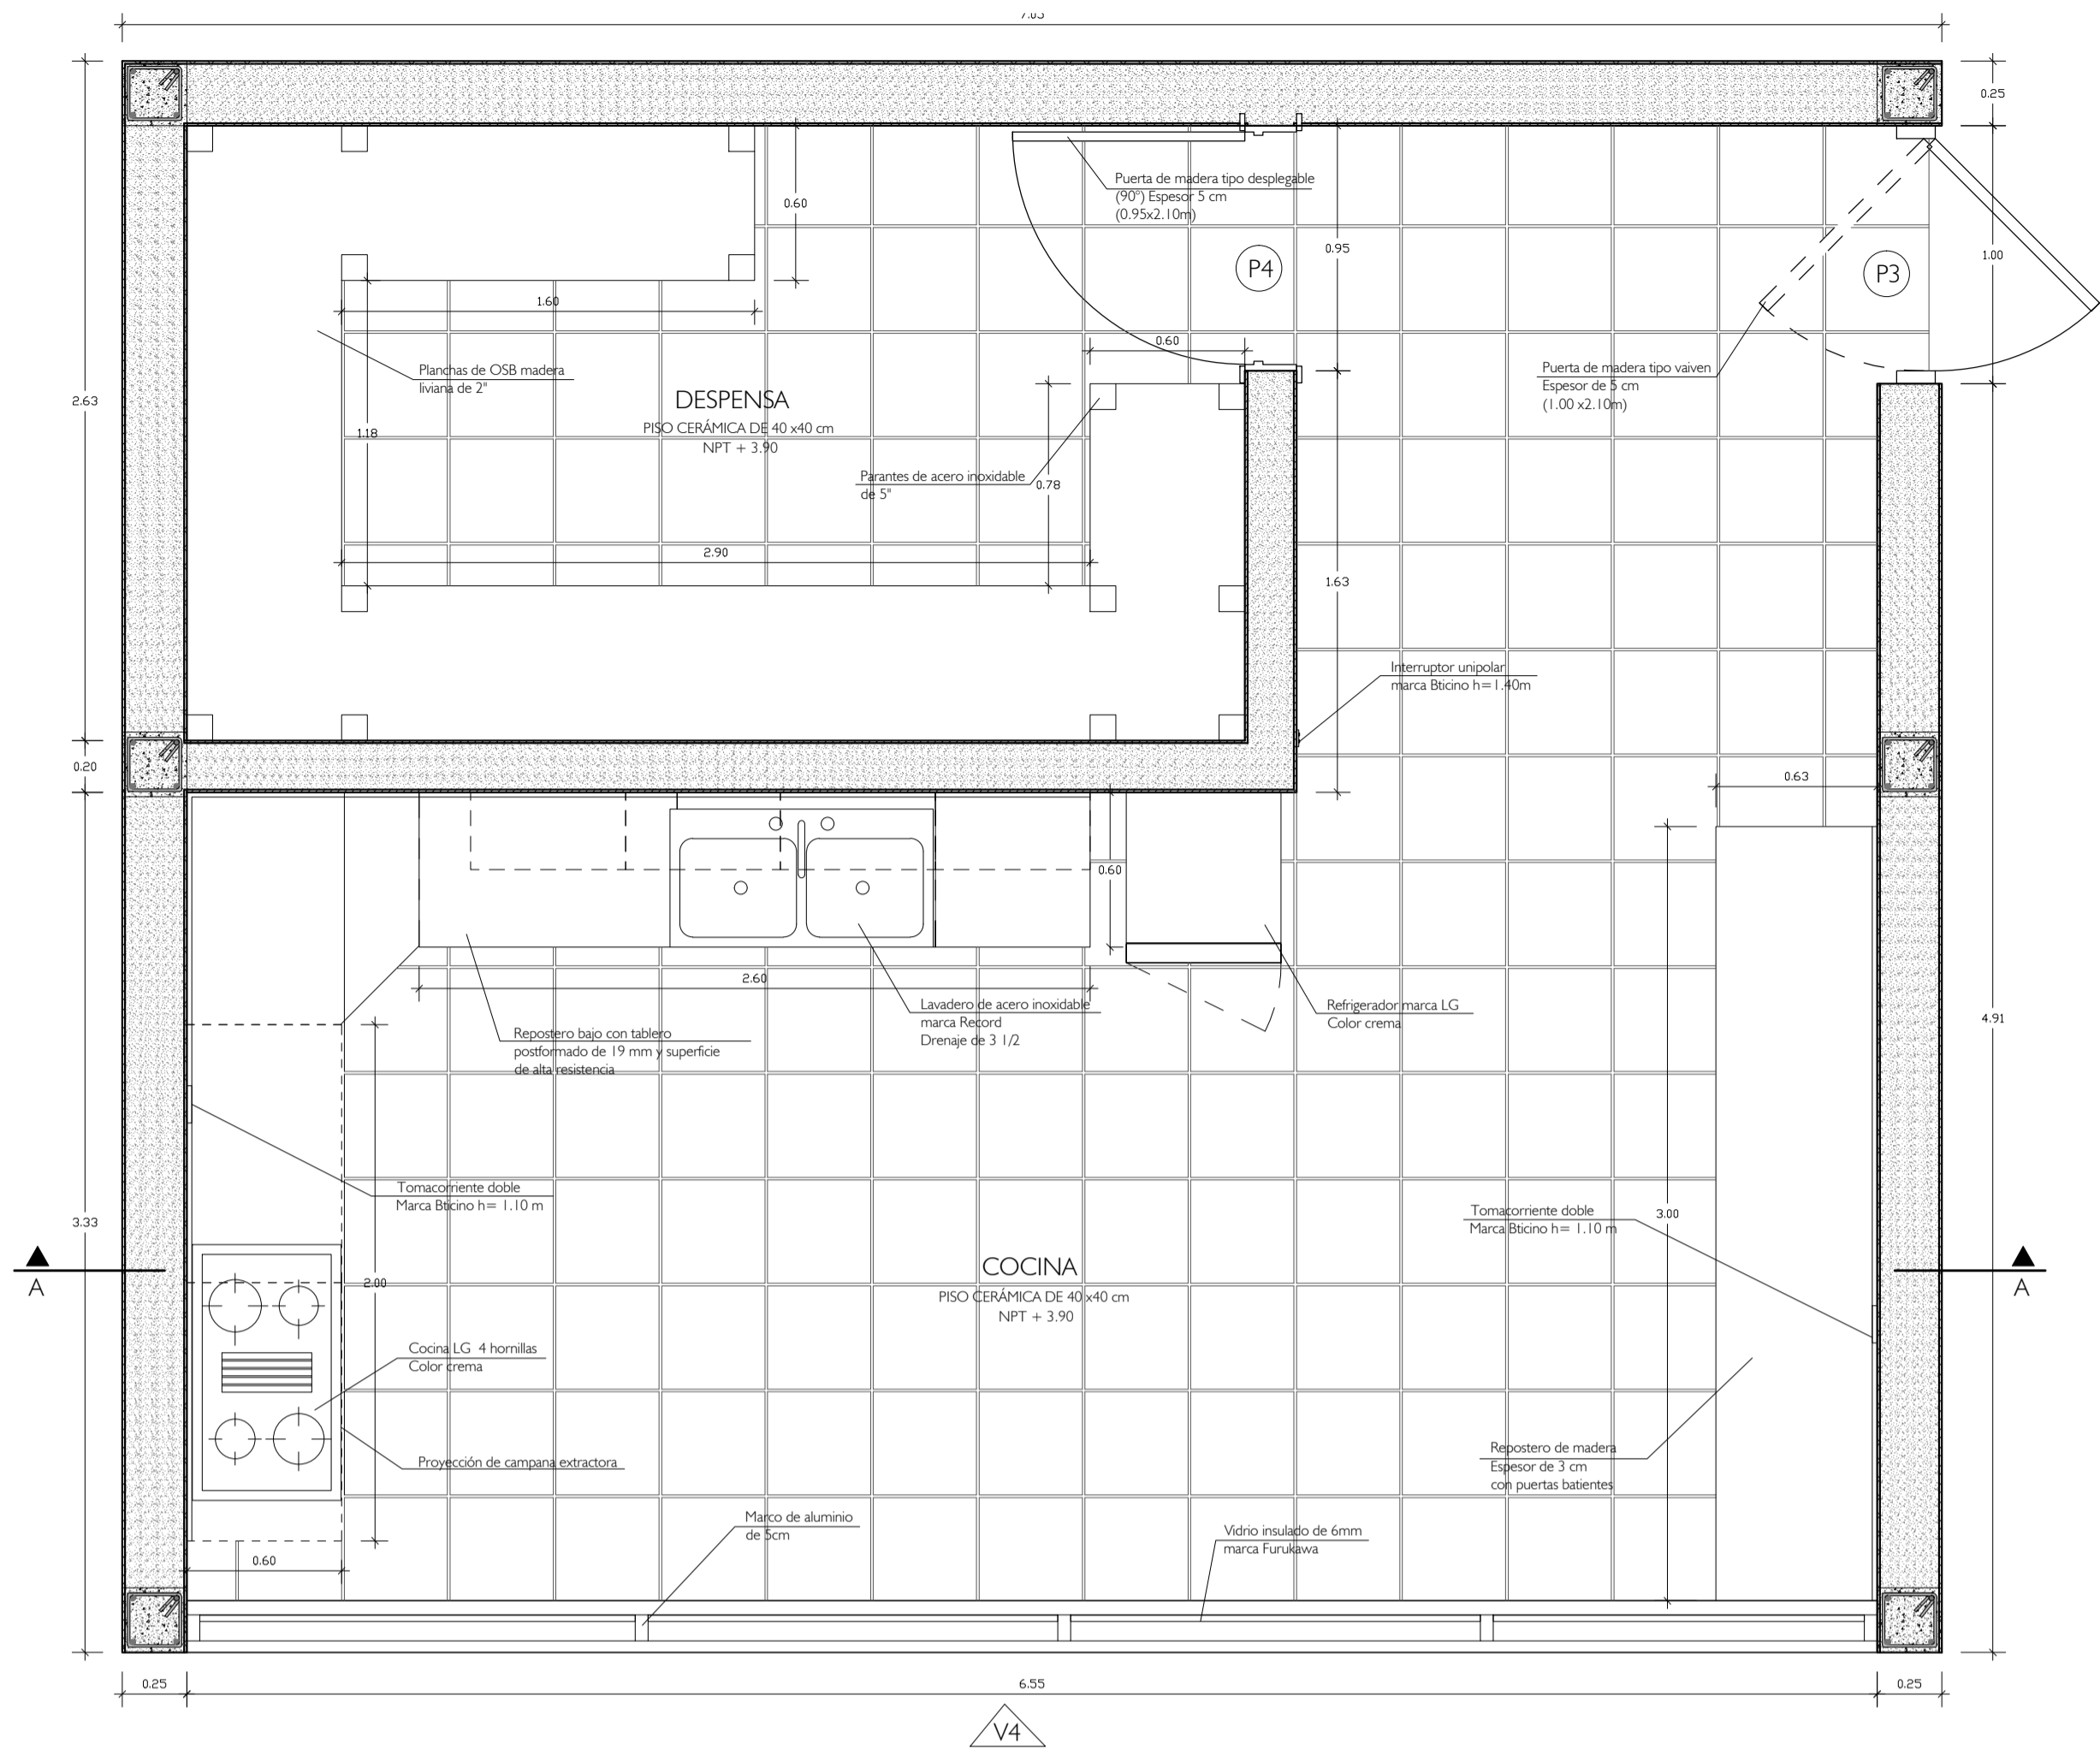 0.25
Puerta de madera tipo desplegable
(90°) Espesor 5 cm
(0.95x2.10m)
0.60
0.95
P4
P3
1.00
1.60
0.60
Planchas de OSB madera
liviana de 2"
Puerta de madera tipo vaiven
Espesor de 5 cm
(1.00 x2.10m)
2.63
DESPENSA
PISO CERÁMICA DE 40 x40 cm
NPT + 3.90
1.18
Parantes de acero inoxidable
de 5"
0.78
2.90
1.63
Interruptor unipolar
marca Bticino h=1.40m
0.20
0.63
0.60
2.60
Lavadero de acero inoxidable
marca Record
Drenaje de 3 1/2
Refrigerador marca LG
Color crema
4.91
Repostero bajo con tablero
postformado de 19 mm y superficie
de alta resistencia
Tomacorriente doble
Marca Bticino h= 1.10 m
3.33
Tomacorriente doble
Marca Bticino h= 1.10 m
3.00
A
2.00
COCINA
PISO CERÁMICA DE 40 x40 cm
NPT + 3.90
A
Cocina LG 4 hornillas
Color crema
Proyección de campana extractora
Repostero de madera
Espesor de 3 cm
con puertas batientes
Marco de aluminio
de 5cm
Vidrio insulado de 6mm
marca Furukawa
0.60
0.25
6.55
0.25
V4